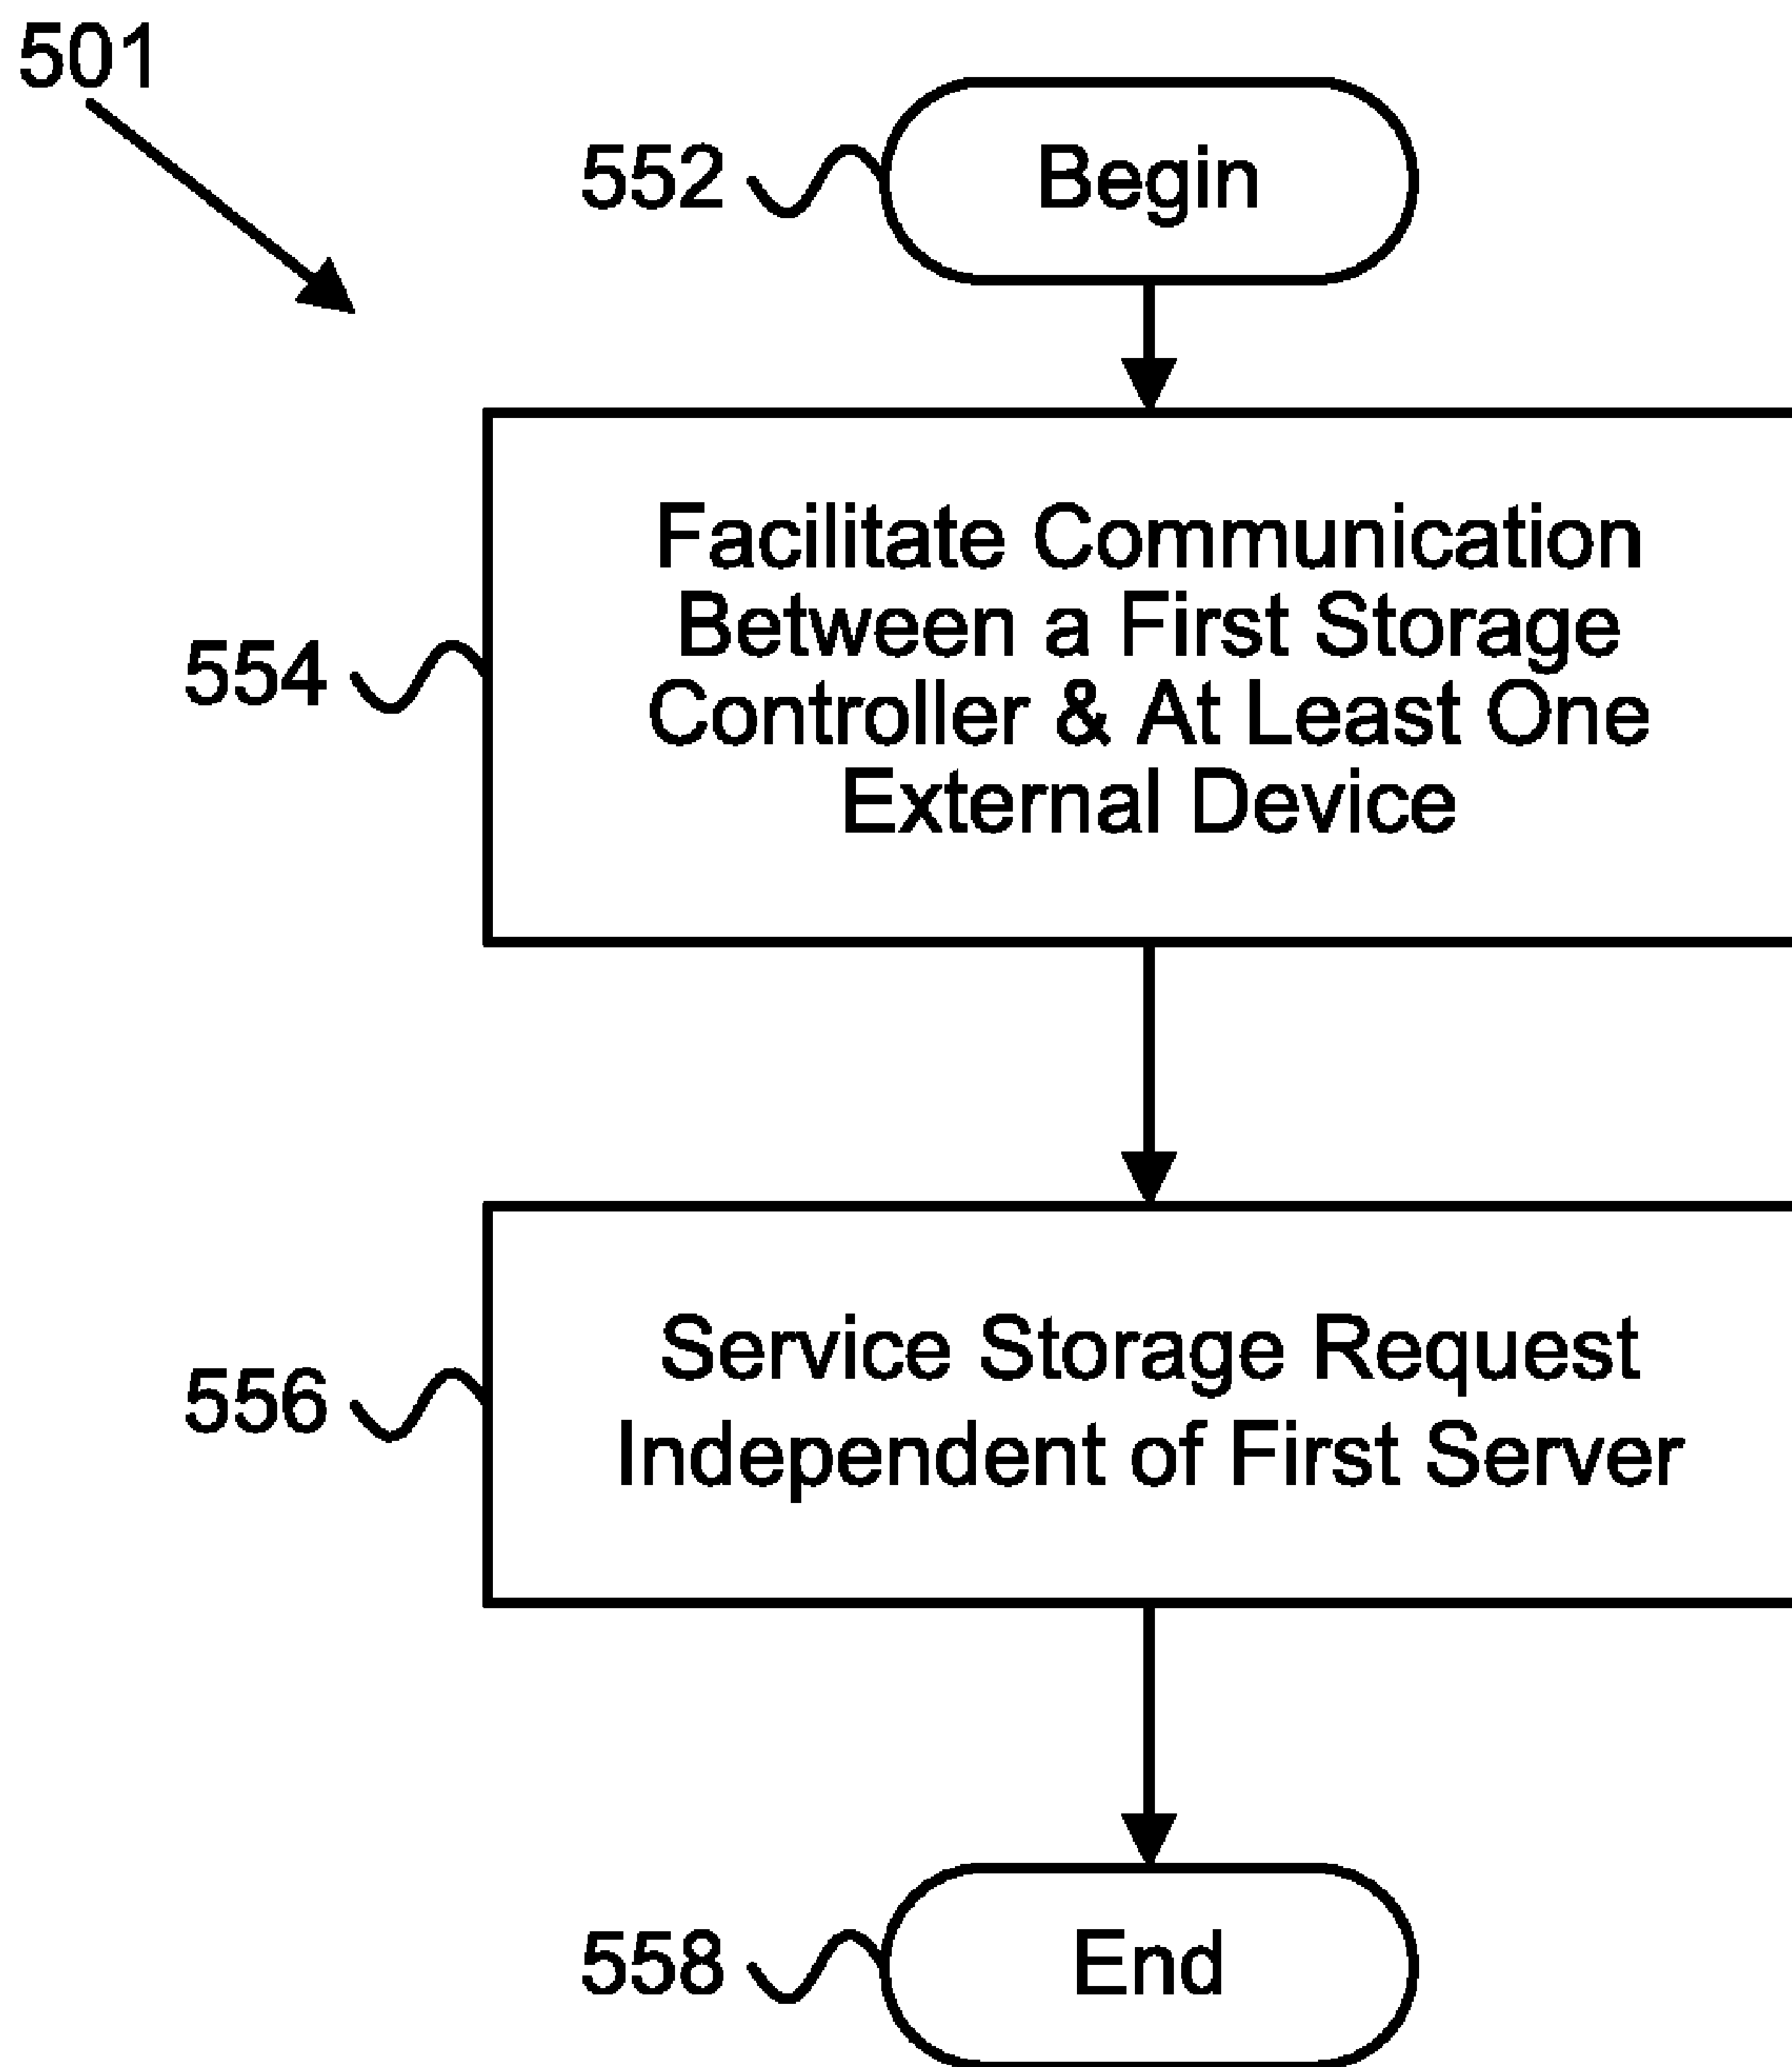 501
552
Begin
554
Facilitate Communication
Between a First Storage
Controller & At Least One
External Device
556
Service Storage Request
Independent of First Server
558
End